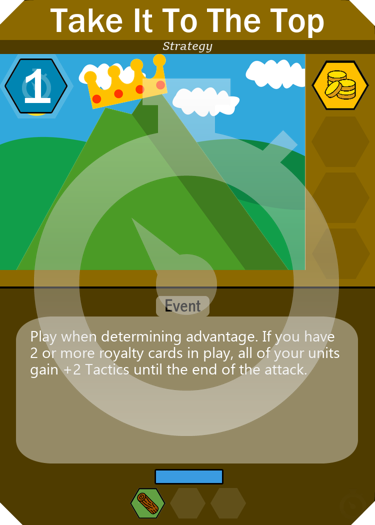 Take It To The Top
Strategy
1
Event
Play when determining advantage. If you have
2 or more royalty cards in play, all of your units
gain +2 Tactics until the end of the attack.